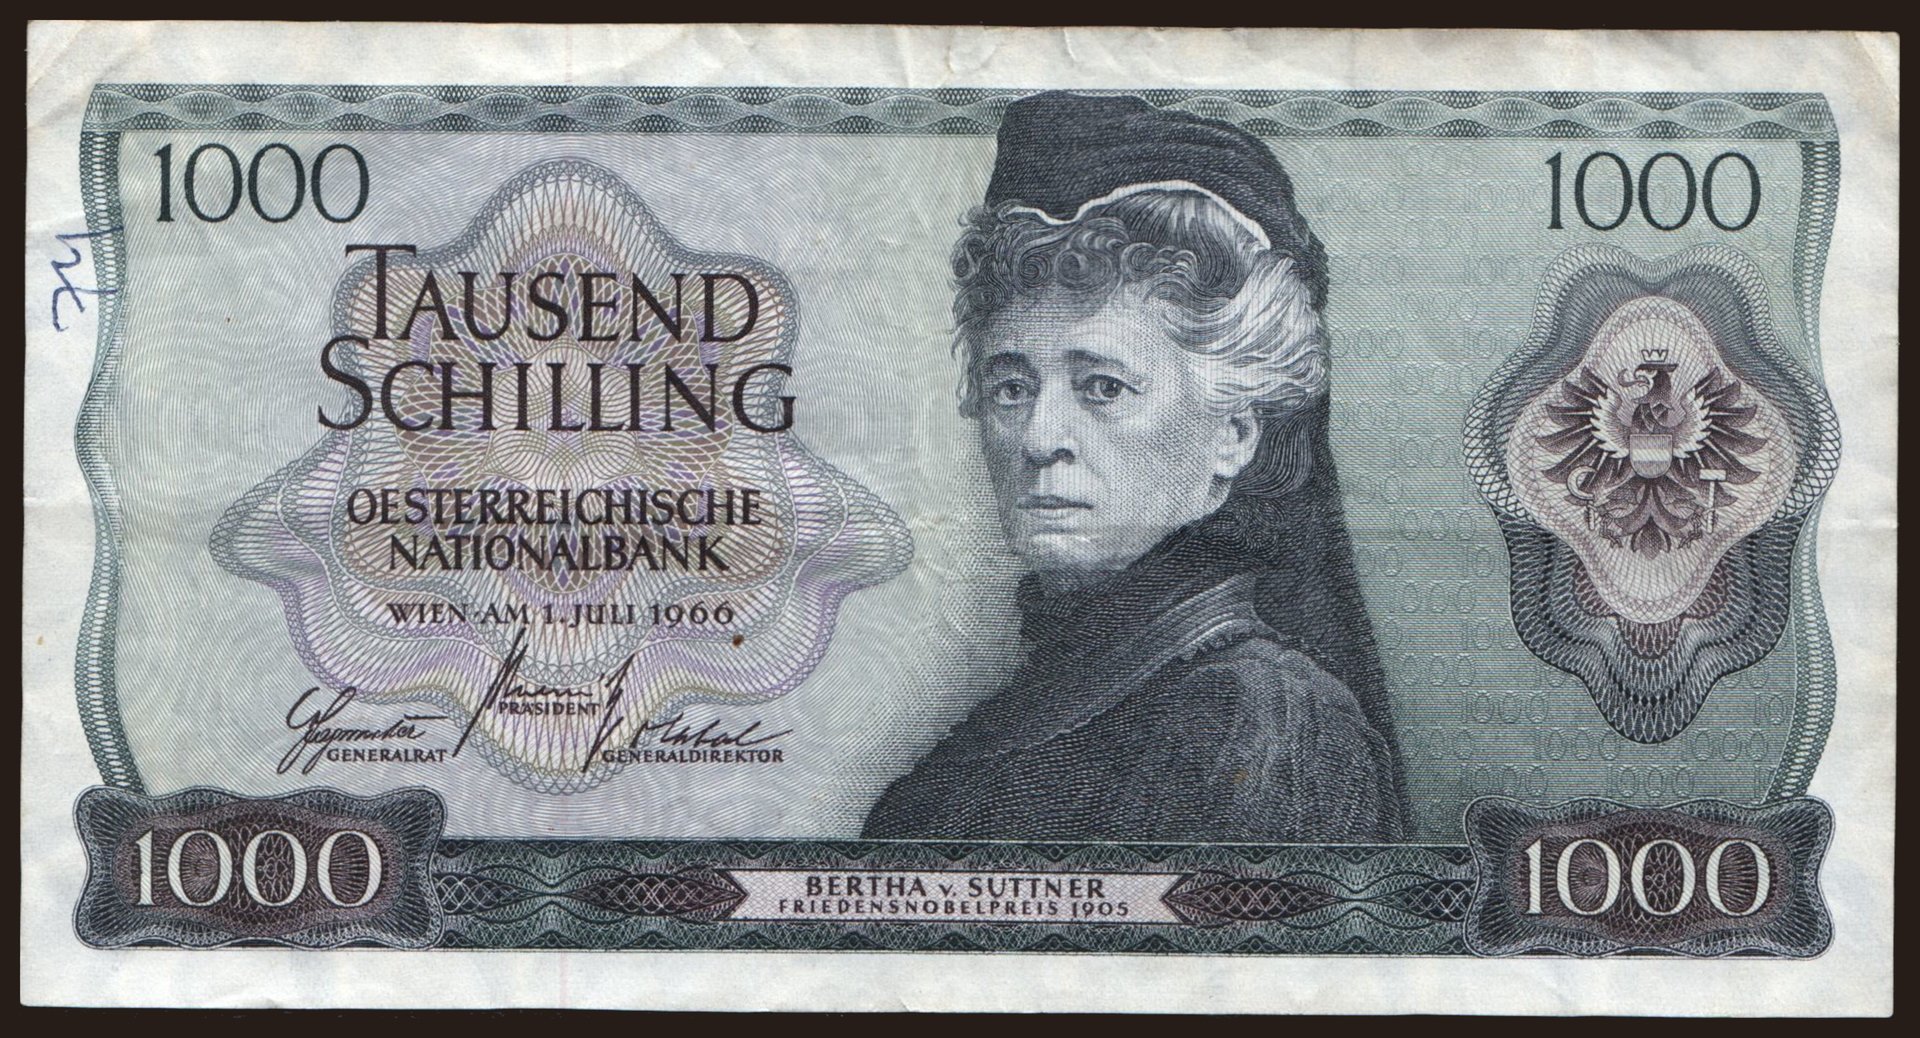 1000
1000
TAUSEND
SCHILLING
OESTERREICHISCHE
NATIONALBANK
WIEN·AM 1. JULI 1966
PRÄSIDENT
GENERALRAT
GENERALDIREKTOR
1000
BERTHA v. SUTTNER
FRIEDENSNOBELPREIS 1905
1000